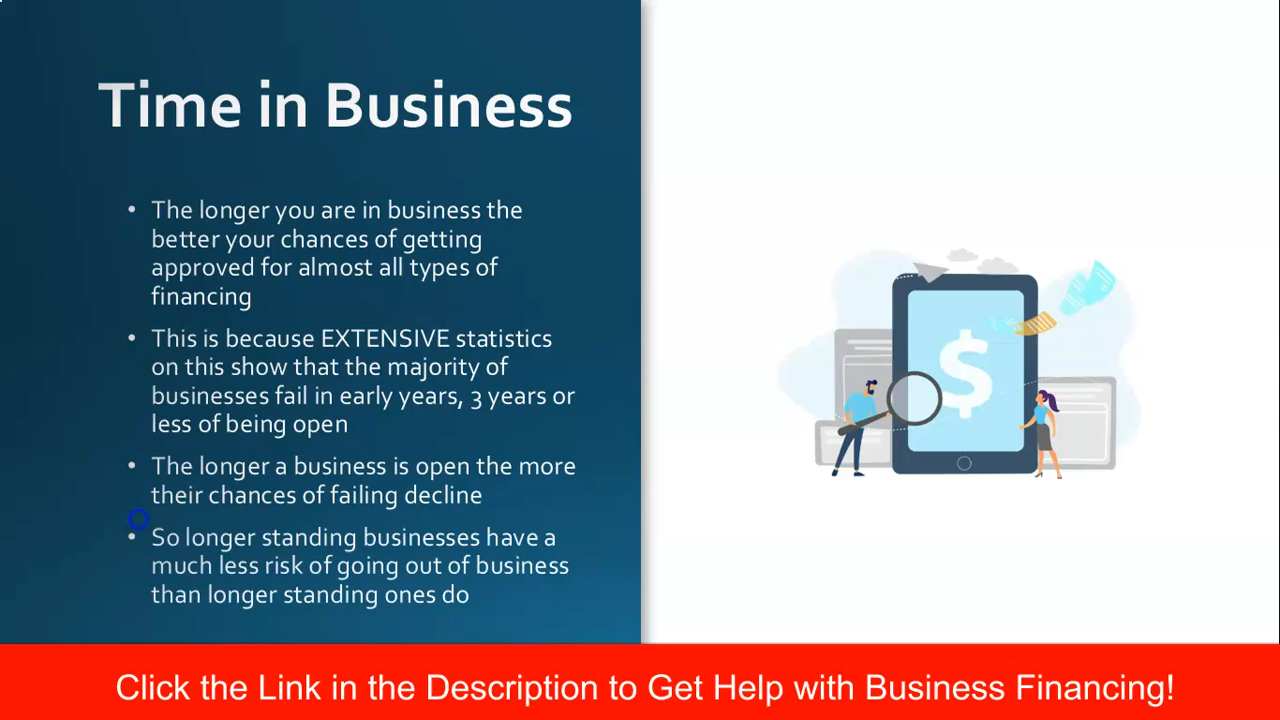 Time in Business
• The longer you are in business the
better your chances of getting
approved for almost all types of
financing
• This is because EXTENSIVE statistics
on this show that the majority of
businesses fail in early years, 3 years or
less of being open
• The longer a business is open the more
their chances of failing decline
• So longer standing businesses have a
much less risk of going out of business
than longer standing ones do
$
Click the Link in the Description to Get Help with Business Financing!